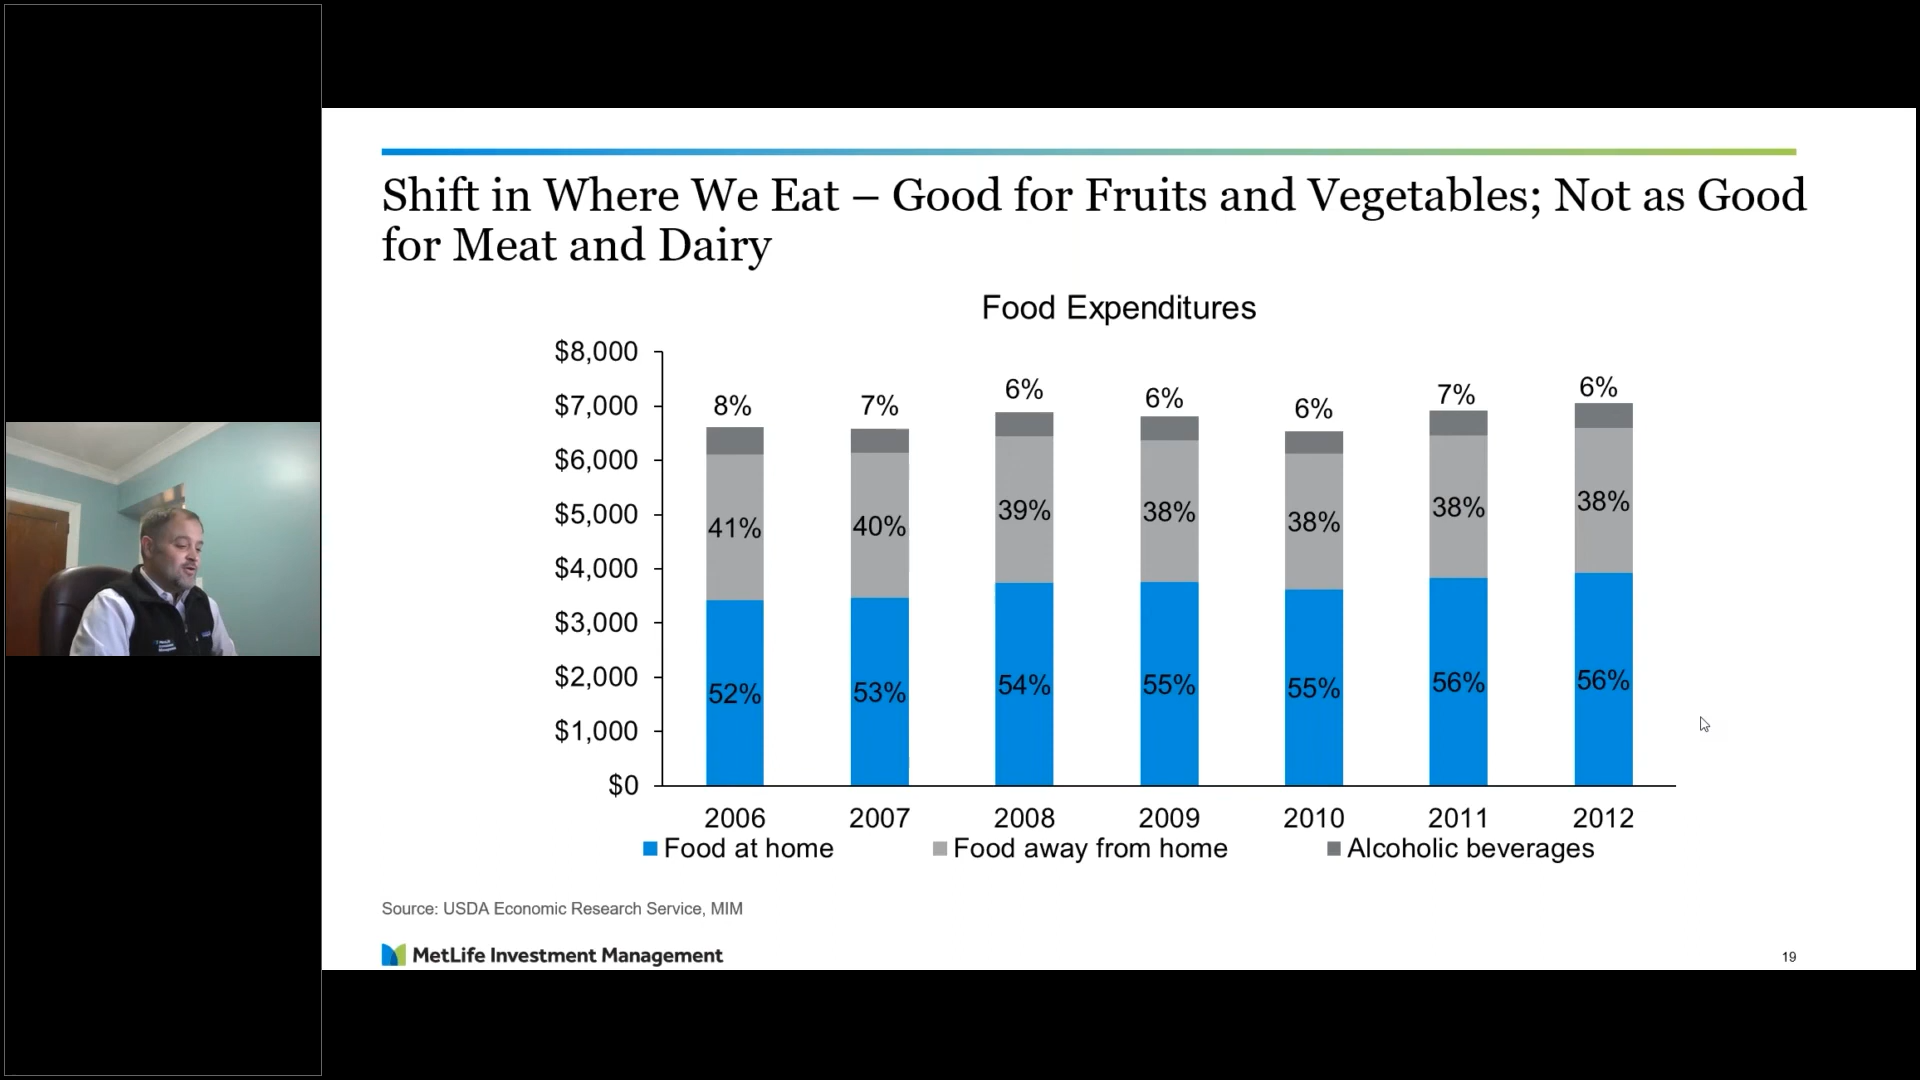 Shift in Where We Eat – Good for Fruits and Vegetables; Not as Good
for Meat and Dairy
Food Expenditures
$8,000
$7,000
$6,000
$5,000
$4,000
$3,000
$2,000
$1,000
$0
8% 7% 6% 6% 6% 7% 6%
41% 40% 39% 38% 38% 38% 38%
52% 53% 54% 55% 55% 56% 56%
2006 2007 2008 2009 2010 2011 2012
Food at home Food away from home Alcoholic beverages
Source: USDA Economic Research Service, MIM
MetLife Investment Management
19